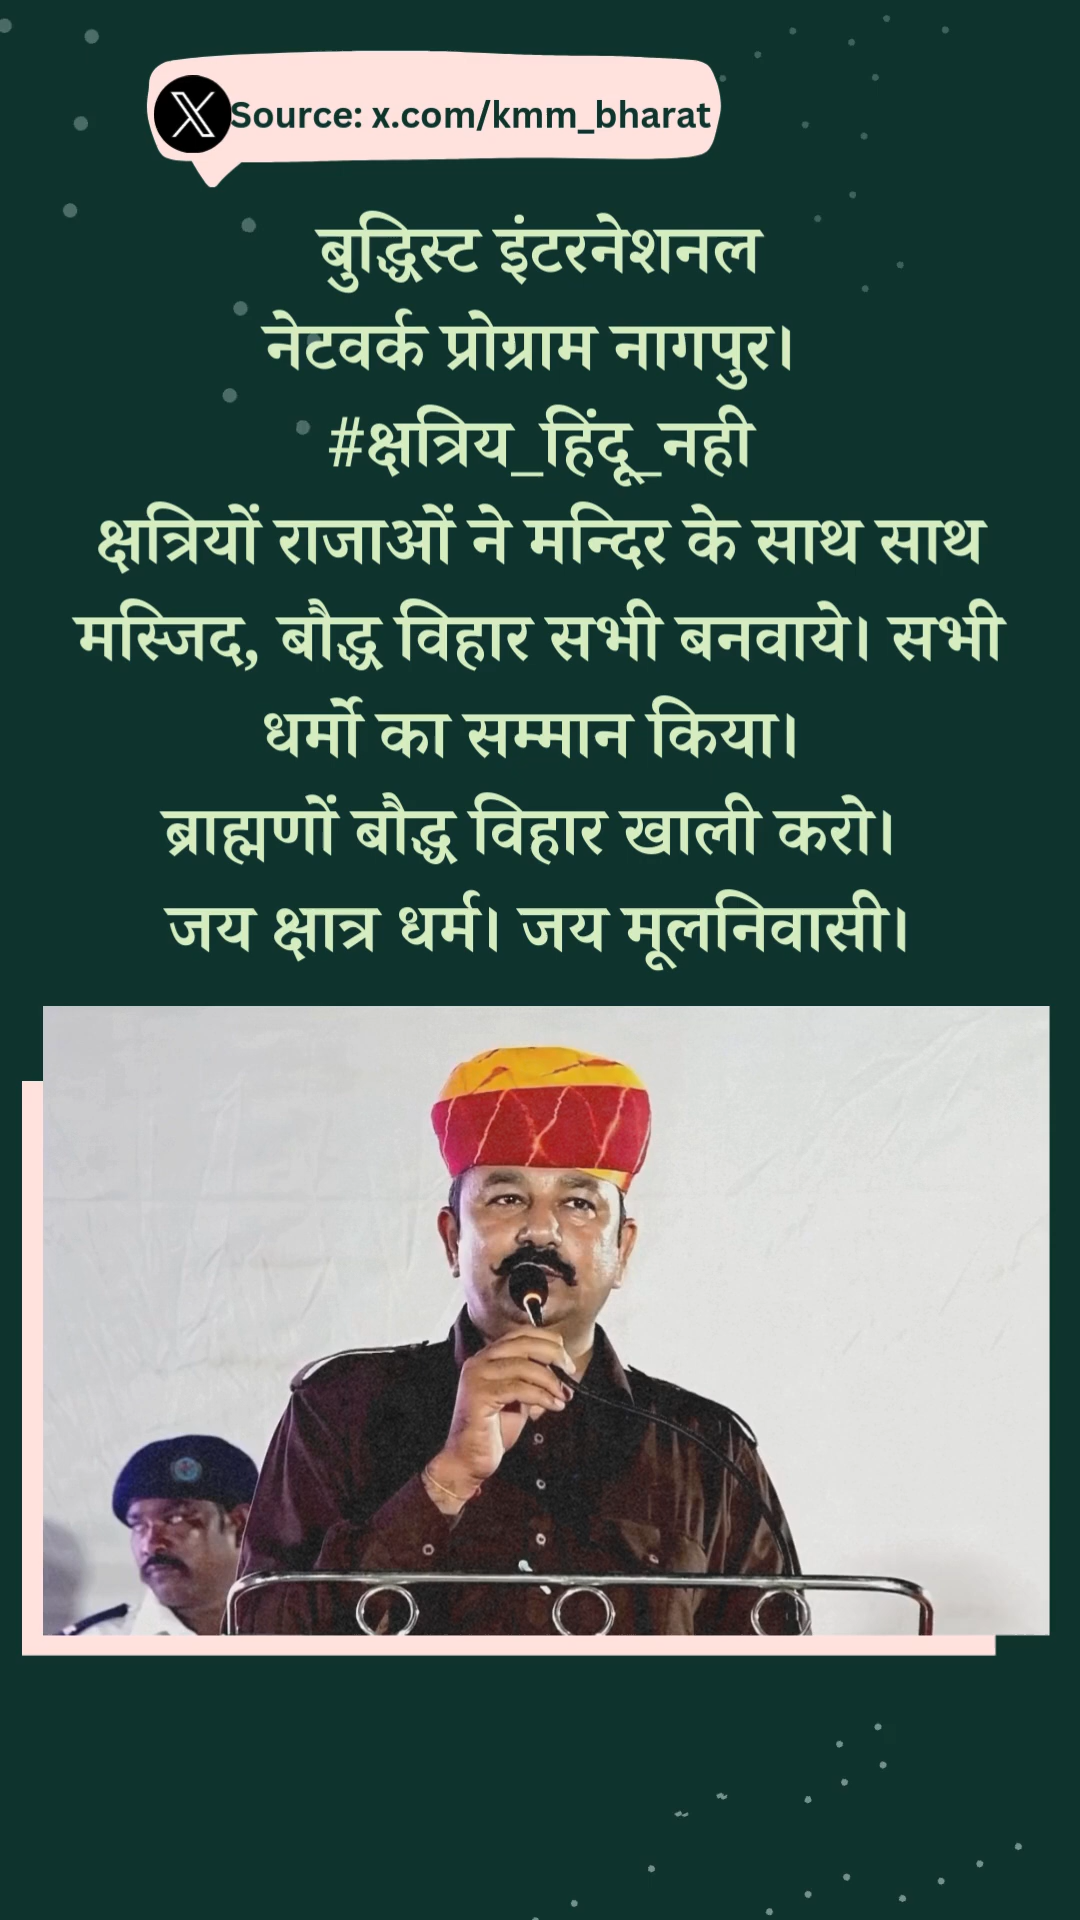 Source: x.com/kmm_bharat
बुद्धिस्ट इंटरनेशनल
नेटवर्क प्रोग्राम नागपुर।
#क्षत्रिय_हिंदू_नही
क्षत्रियों राजाओं ने मन्दिर के साथ साथ
मस्जिद, बौद्ध विहार सभी बनवाये। सभी
धर्मो का सम्मान किया।
ब्राह्मणों बौद्ध विहार खाली करो।
जय क्षात्र धर्म। जय मूलनिवासी।